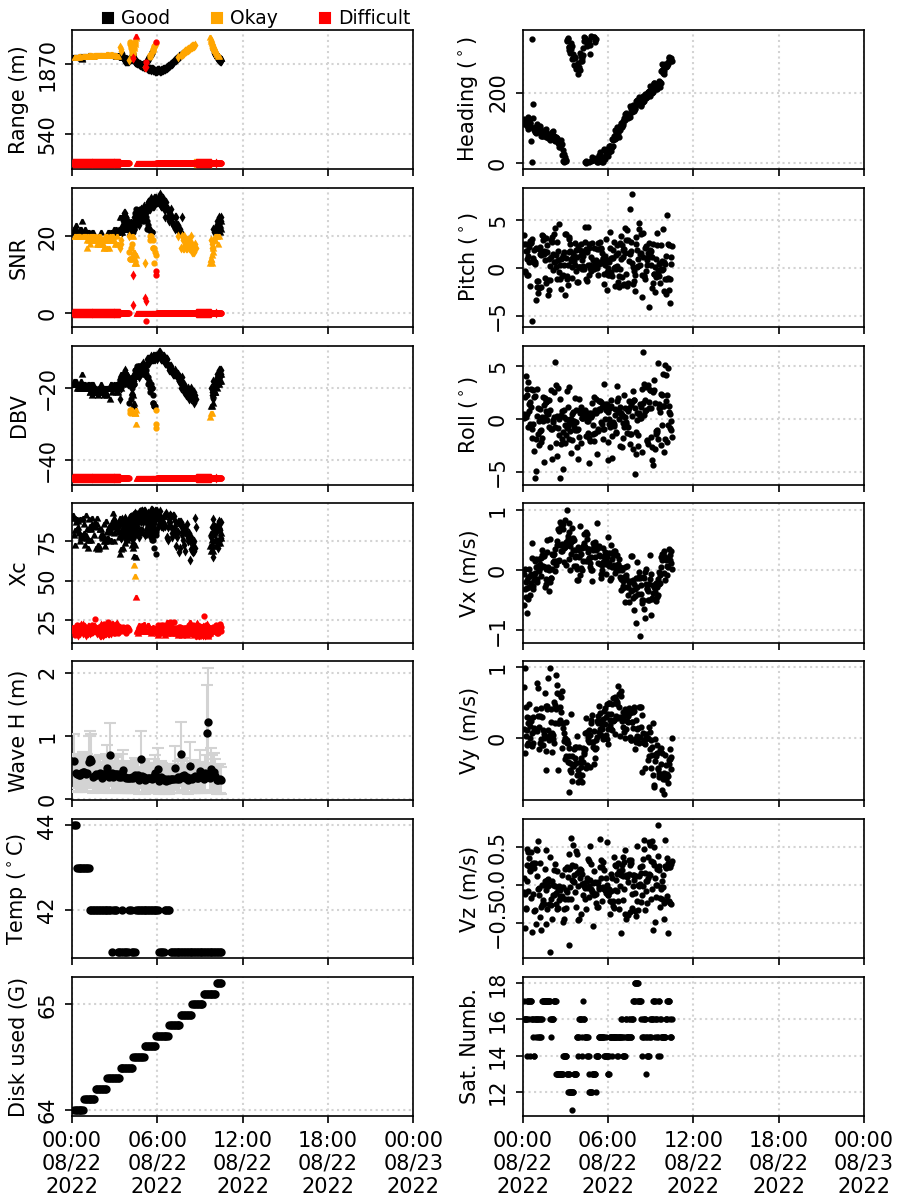 Good Okay Difficult
Range (m)
1870
540
Heading (°)
200
0
SNR
20
0
Pitch (°)
5
0
−5
DBV
−20
−40
Roll (°)
5
0
−5
Xc
75
50
25
Vx (m/s)
1
0
−1
Wave H (m)
2
1
0
Vy (m/s)
1
0
Temp (°C)
44
42
Vz (m/s)
0.5
0.0
−0.5
Disk used (G)
65
64
Sat. Numb.
18
16
14
12
00:00 06:00 12:00 18:00 00:00
08/22 08/22 08/22 08/22 08/23
2022 2022 2022 2022 2022
00:00 06:00 12:00 18:00 00:00
08/22 08/22 08/22 08/22 08/23
2022 2022 2022 2022 2022